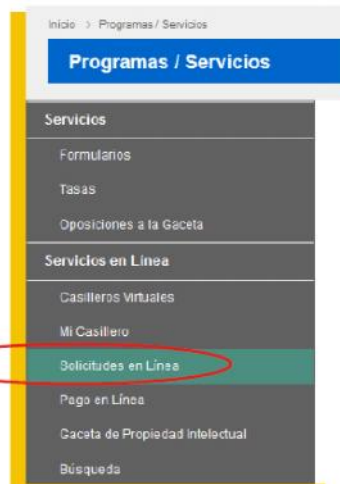 Inicio > Programas / Servicios
Programas / Servicios
Servicios
Formularios
Tasas
Oposiciones a la Gaceta
Servicios en Línea
Casilleros Virtuales
Mi Casillero
Solicitudes en Línea
Pago en Línea
Gaceta de Propiedad Intelectual
Búsqueda